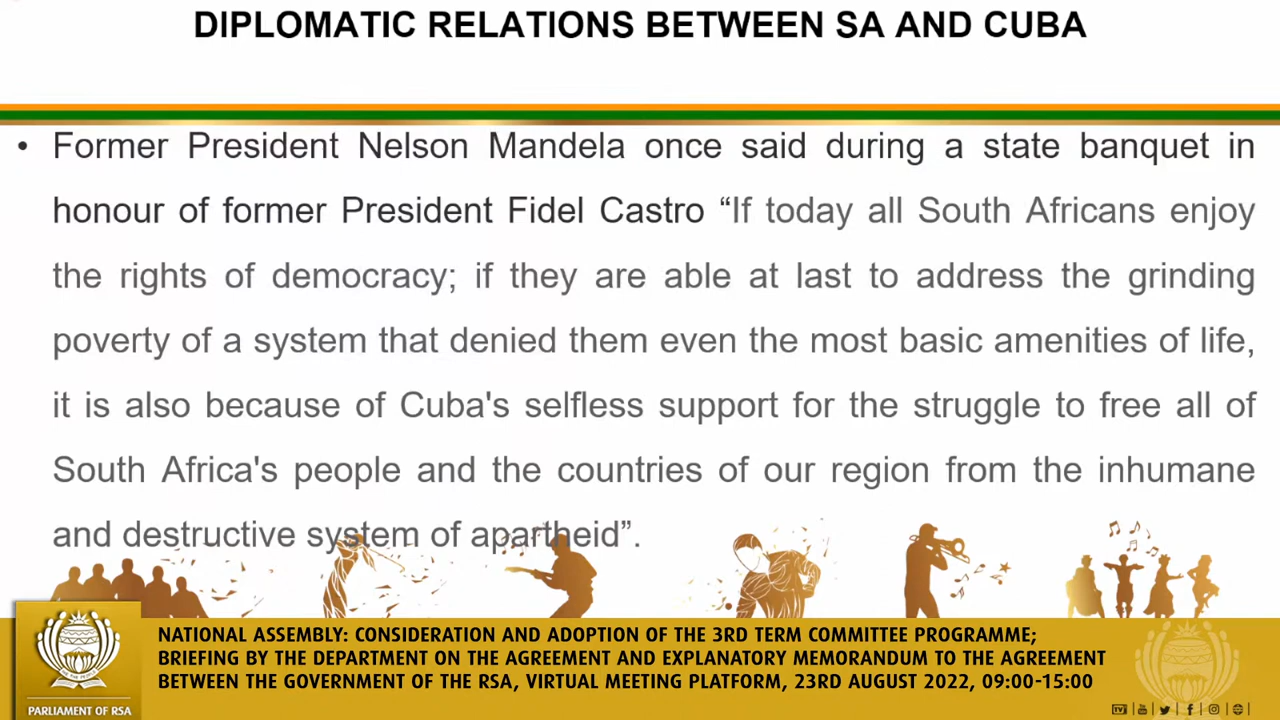 DIPLOMATIC RELATIONS BETWEEN SA AND CUBA
• Former President Nelson Mandela once said during a state banquet in
honour of former President Fidel Castro “If today all South Africans enjoy
the rights of democracy; if they are able at last to address the grinding
poverty of a system that denied them even the most basic amenities of life,
it is also because of Cuba's selfless support for the struggle to free all of
South Africa's people and the countries of our region from the inhumane
and destructive system of apartheid”.
NATIONAL ASSEMBLY: CONSIDERATION AND ADOPTION OF THE 3RD TERM COMMITTEE PROGRAMME;
BRIEFING BY THE DEPARTMENT ON THE AGREEMENT AND EXPLANATORY MEMORANDUM TO THE AGREEMENT
BETWEEN THE GOVERNMENT OF THE RSA, VIRTUAL MEETING PLATFORM, 23RD AUGUST 2022, 09:00-15:00
PARLIAMENT OF RSA